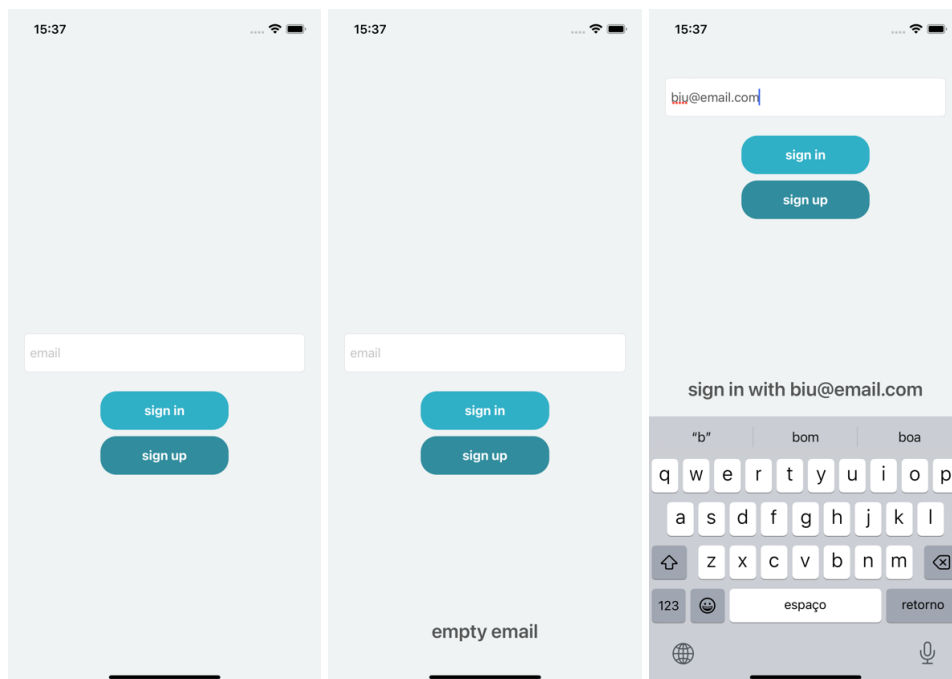 15:37
email
sign in
sign up
15:37
email
sign in
sign up
empty email
15:37
biu@email.com
sign in
sign up
sign in with biu@email.com
“b” bom boa
q w e r t y u i o p
a s d f g h j k l
z x c v b n m
123 espaço retorno